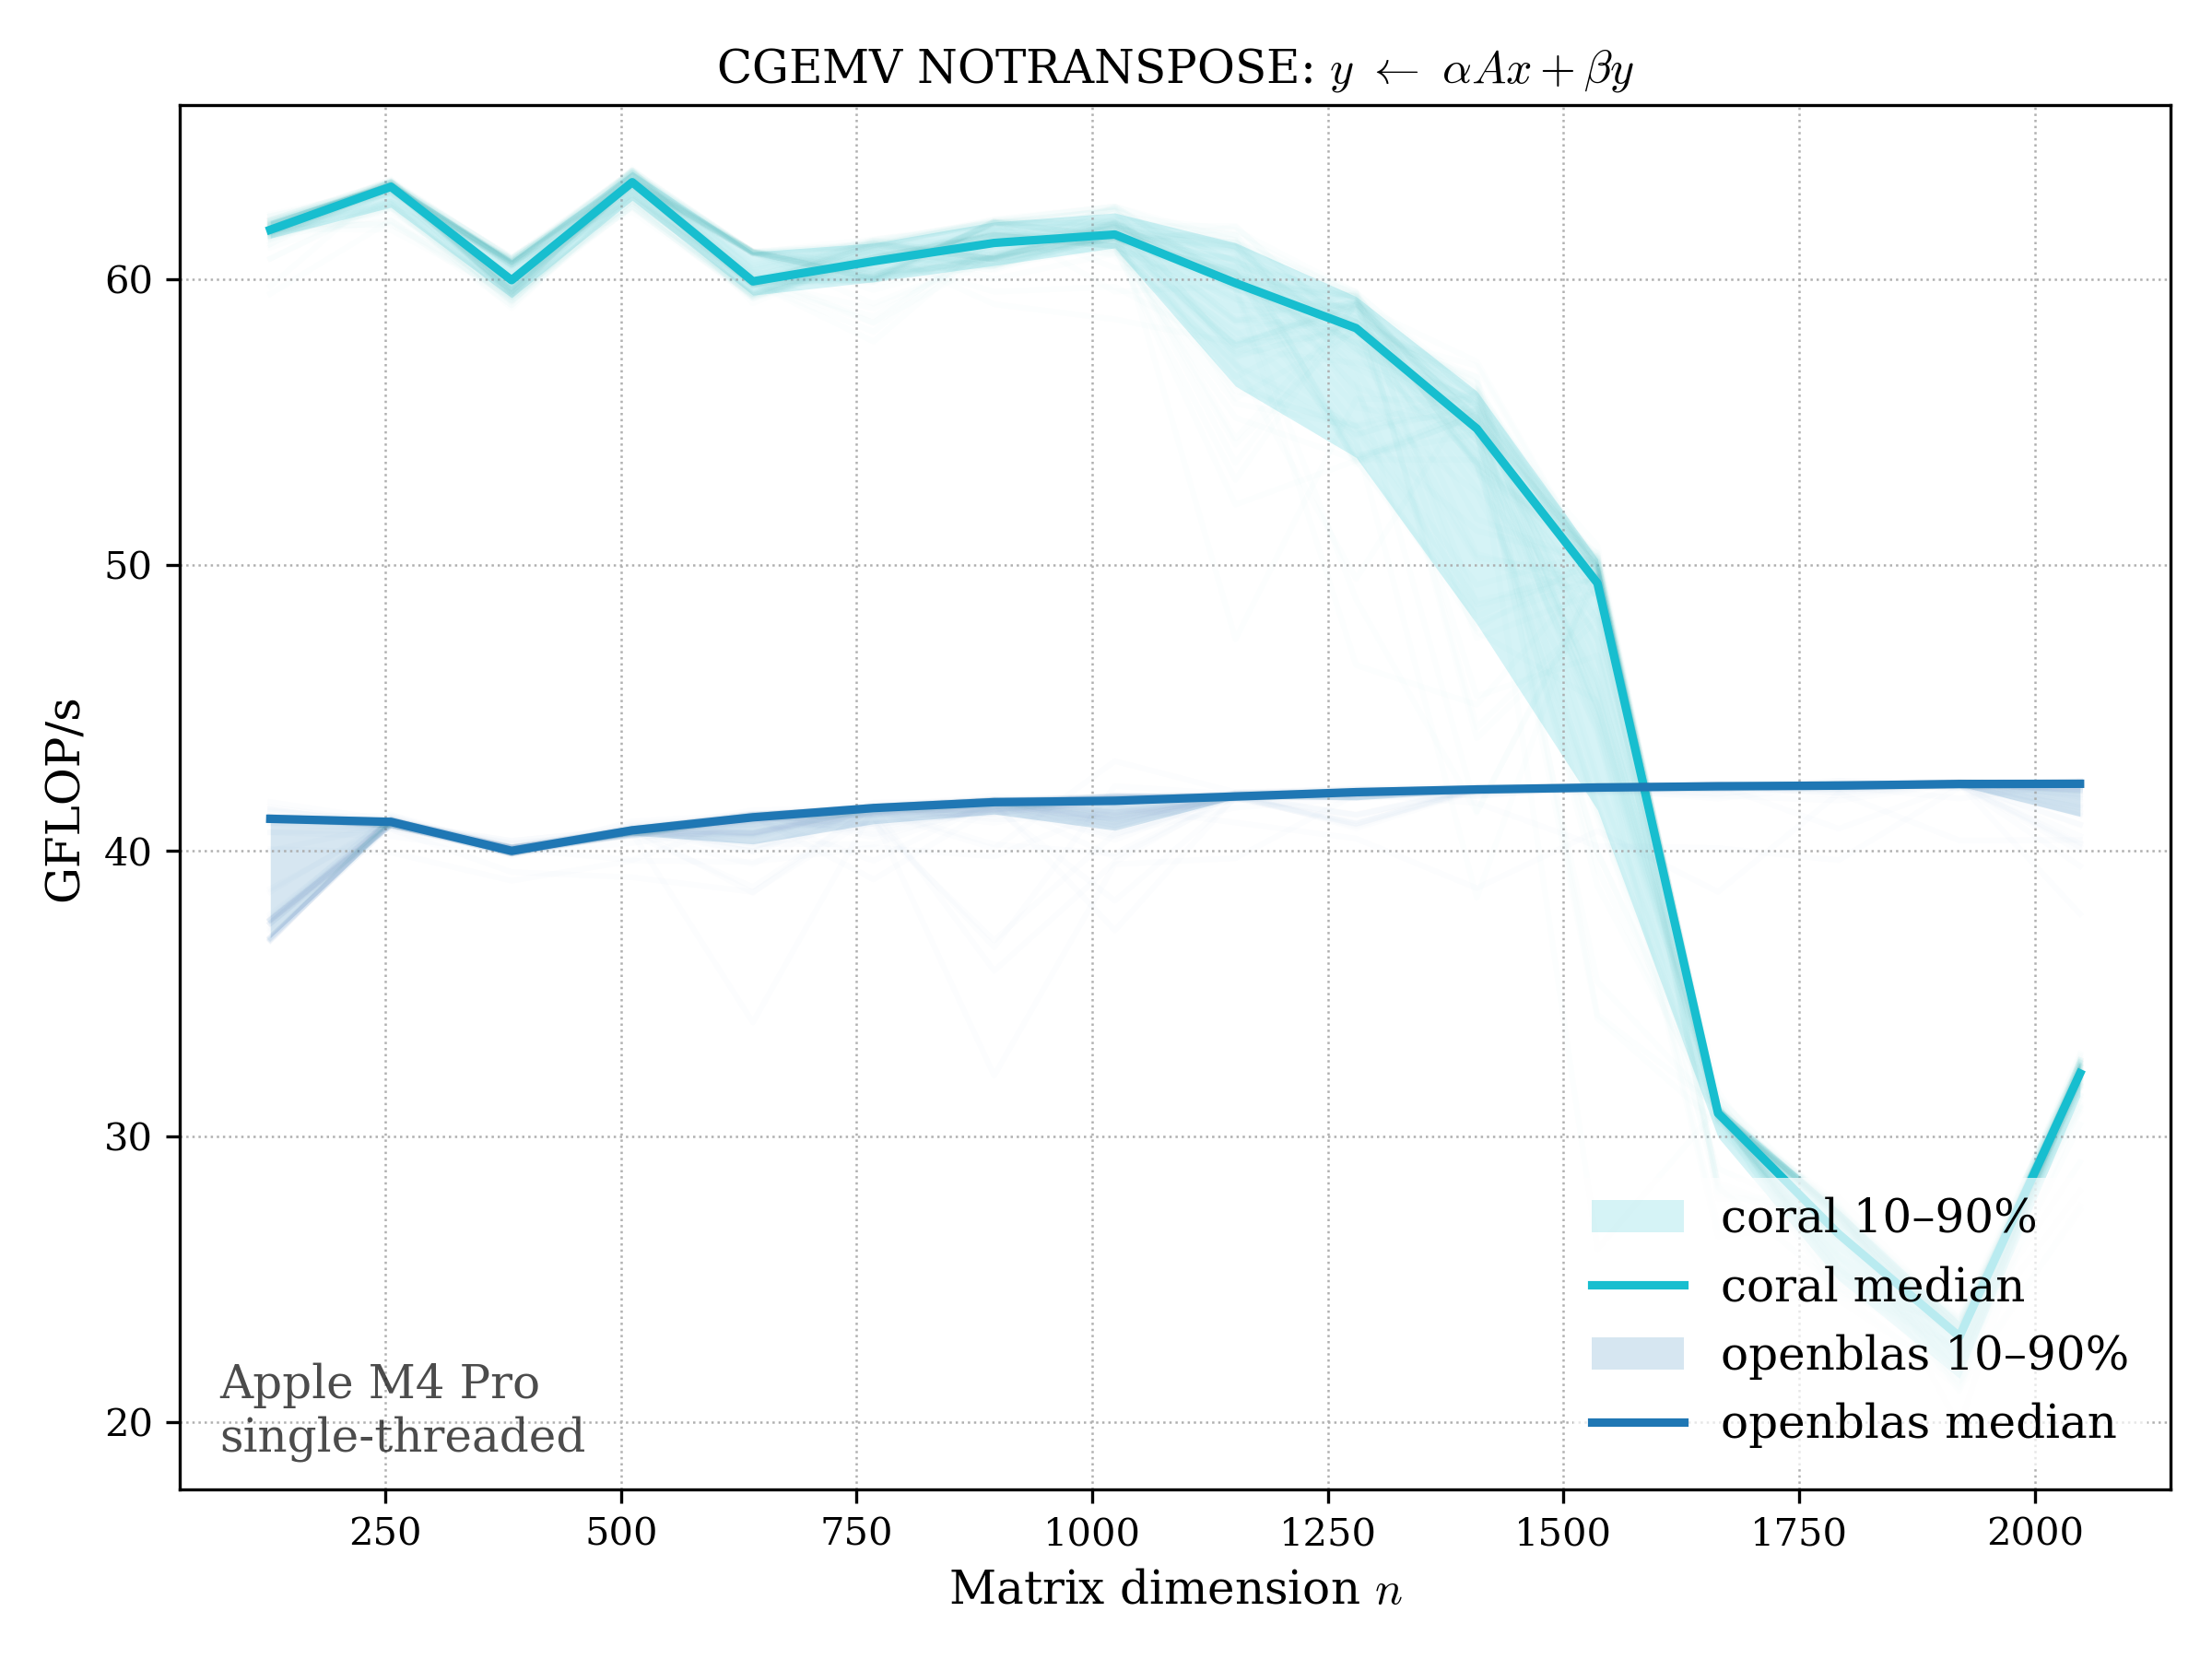 CGEMV NOTRANSPOSE: y ← αAx + βy
GFLOP/s
60
50
40
30
20
Apple M4 Pro
single-threaded
coral 10–90%
coral median
openblas 10–90%
openblas median
250 500 750 1000 1250 1500 1750 2000
Matrix dimension n